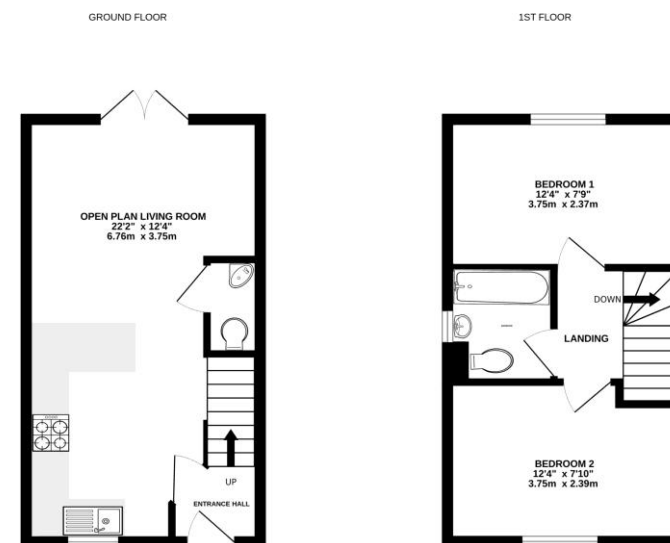 GROUND FLOOR
OPEN PLAN LIVING ROOM
22'2" x 12'4"
6.76m x 3.75m
UP
ENTRANCE HALL
1ST FLOOR
BEDROOM 1
12'4" x 7'9"
3.75m x 2.37m
DOWN
LANDING
BEDROOM 2
12'4" x 7'10"
3.75m x 2.39m